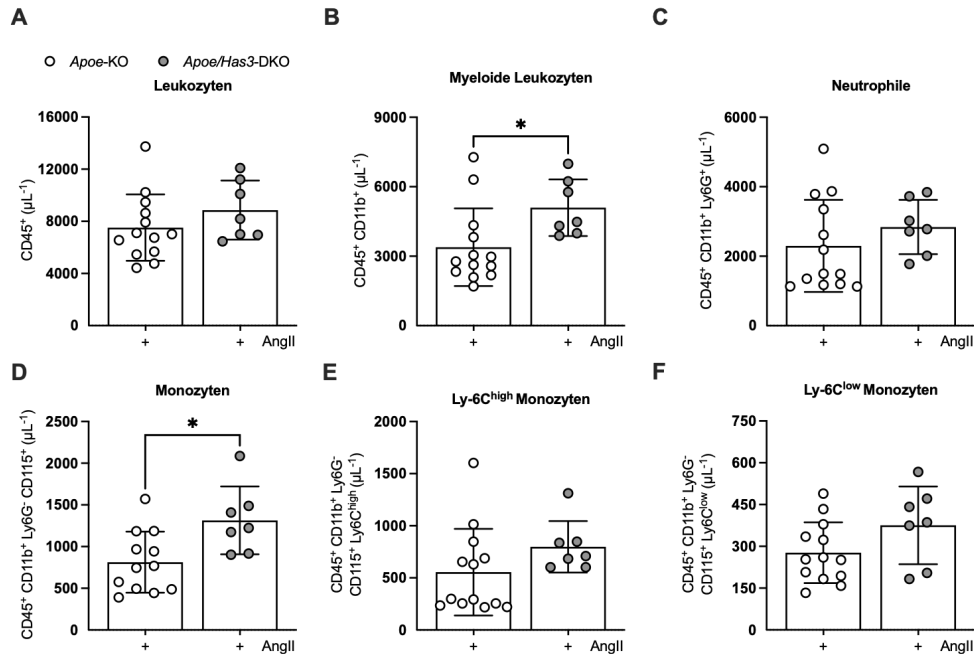 A
B
C
Apoe-KO
Apoe/Has3-DKO
Leukozyten
Myeloide Leukozyten
Neutrophile
CD45⁺ (µL⁻¹)
16000
12000
8000
4000
0
+
+
AngII
CD45⁺ CD11b⁺ (µL⁻¹)
9000
6000
3000
0
*
+
+
AngII
CD45⁺ CD11b⁺ Ly6G⁺ (µL⁻¹)
6000
4000
2000
0
+
+
AngII
D
E
F
Monozyten
Ly-6Cʰⁱᵍʰ Monozyten
Ly-6Cˡᵒʷ Monozyten
CD45⁺ CD11b⁺ Ly6G⁻ CD115⁺ (µL⁻¹)
2500
2000
1500
1000
500
0
*
+
+
AngII
CD45⁺ CD11b⁺ Ly6G⁻
CD115⁺ Ly6Cʰⁱᵍʰ (µL⁻¹)
2000
1500
1000
500
0
+
+
AngII
CD45⁺ CD11b⁺ Ly6G⁻
CD115⁺ Ly6Cˡᵒʷ (µL⁻¹)
750
600
450
300
150
0
+
+
AngII